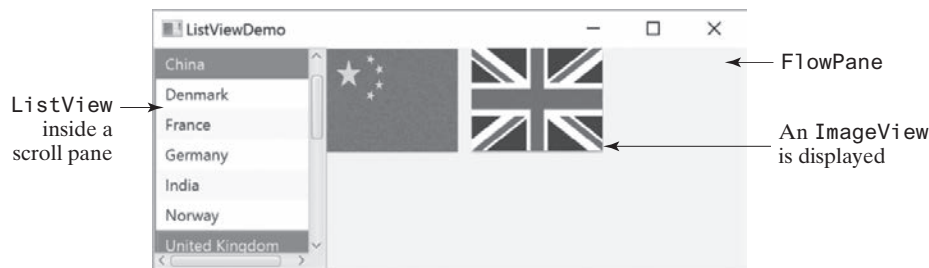 ListViewDemo
China
Denmark
France
Germany
India
Norway
United Kingdom
ListView
inside a
scroll pane
FlowPane
An ImageView
is displayed